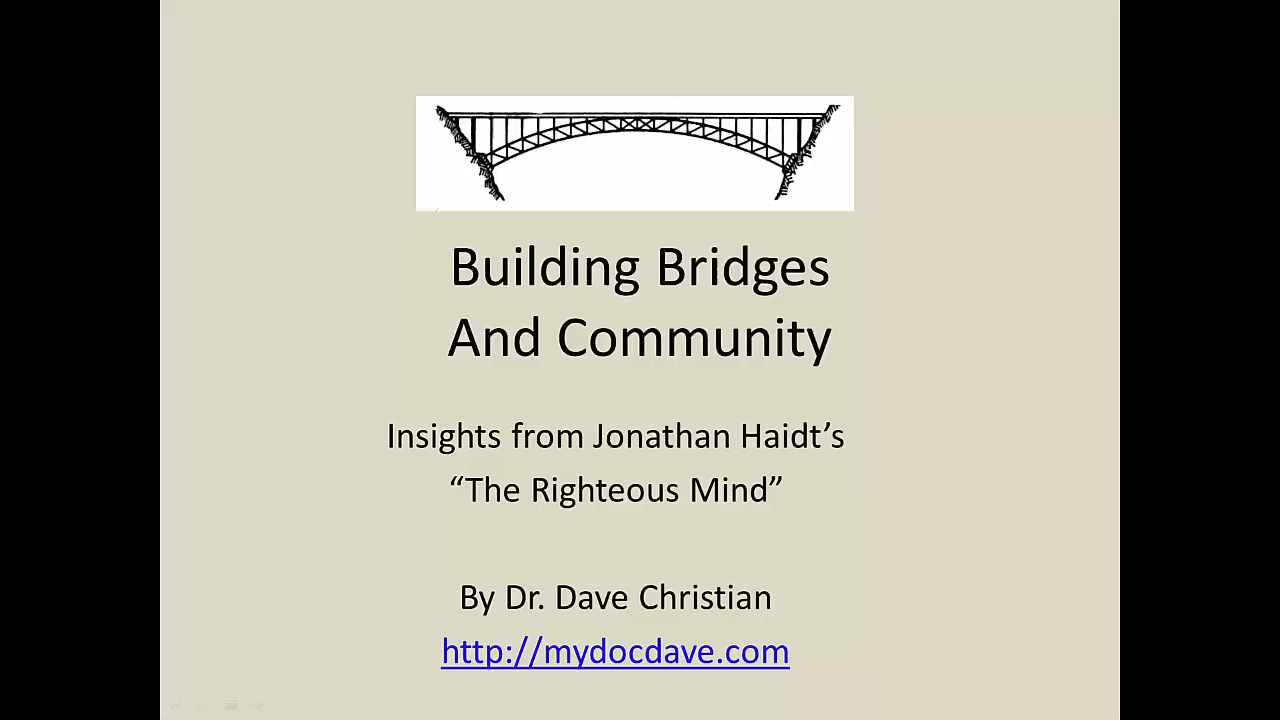 Building Bridges
And Community
Insights from Jonathan Haidt’s
“The Righteous Mind”
By Dr. Dave Christian
http://mydocdave.com